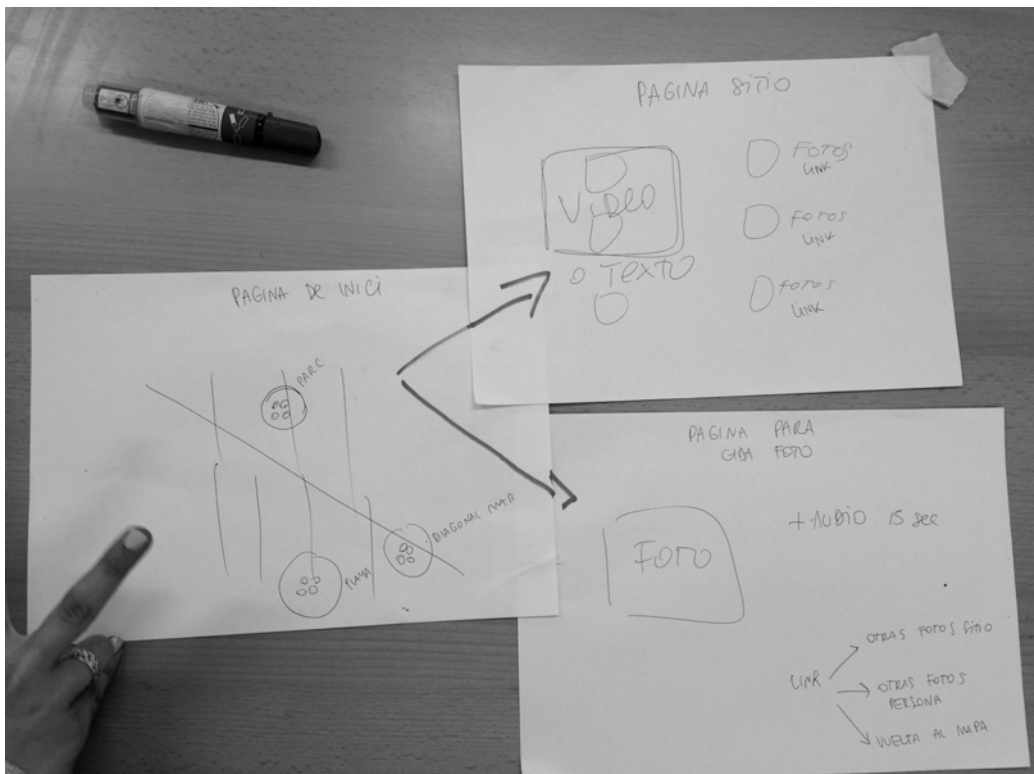 PAGINA SITIO
VIDEO
O TEXTO
FOTOS
LINK
FOTOS
LINK
FOTOS
LINK
PAGINA DE INICI
PARC
DIAGONAL MAR
PLAYA
PAGINA PARA
CADA FOTO
FOTO
+ AUDIO 15 sec
LINK
OTRAS FOTOS SITIO
OTRAS FOTOS
PERSONA
VUELTA AL MAPA